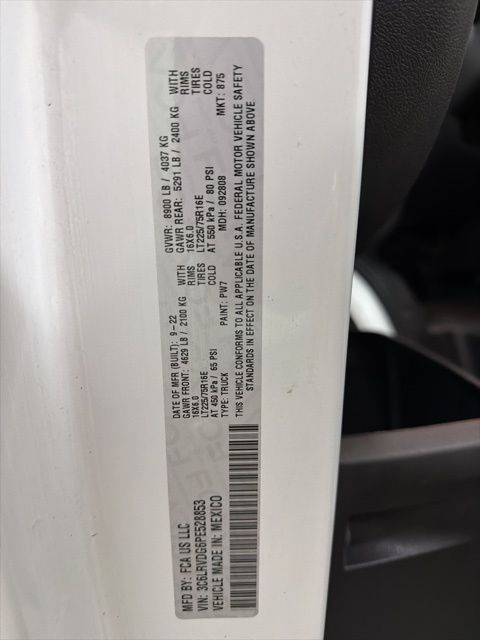 MFD BY: FCA US LLC
DATE OF MFR (BUILT): 9-22 GVWR: 8900 LB / 4037 KG
GAWR FRONT: 4629 LB / 2100 KG WITH GAWR REAR: 5291 LB / 2400 KG WITH
16X6.0 RIMS 16X6.0 RIMS
LT225/75R16E TIRES LT225/75R16E TIRES
AT 450 kPa / 65 PSI COLD AT 550 kPa / 80 PSI COLD
TYPE: TRUCK PAINT: PW7 MDH: 092808 MKT: 875
THIS VEHICLE CONFORMS TO ALL APPLICABLE U.S.A. FEDERAL MOTOR VEHICLE SAFETY
STANDARDS IN EFFECT ON THE DATE OF MANUFACTURE SHOWN ABOVE.
VIN: 3C6LRVDG6PE528853
VEHICLE MADE IN: MEXICO